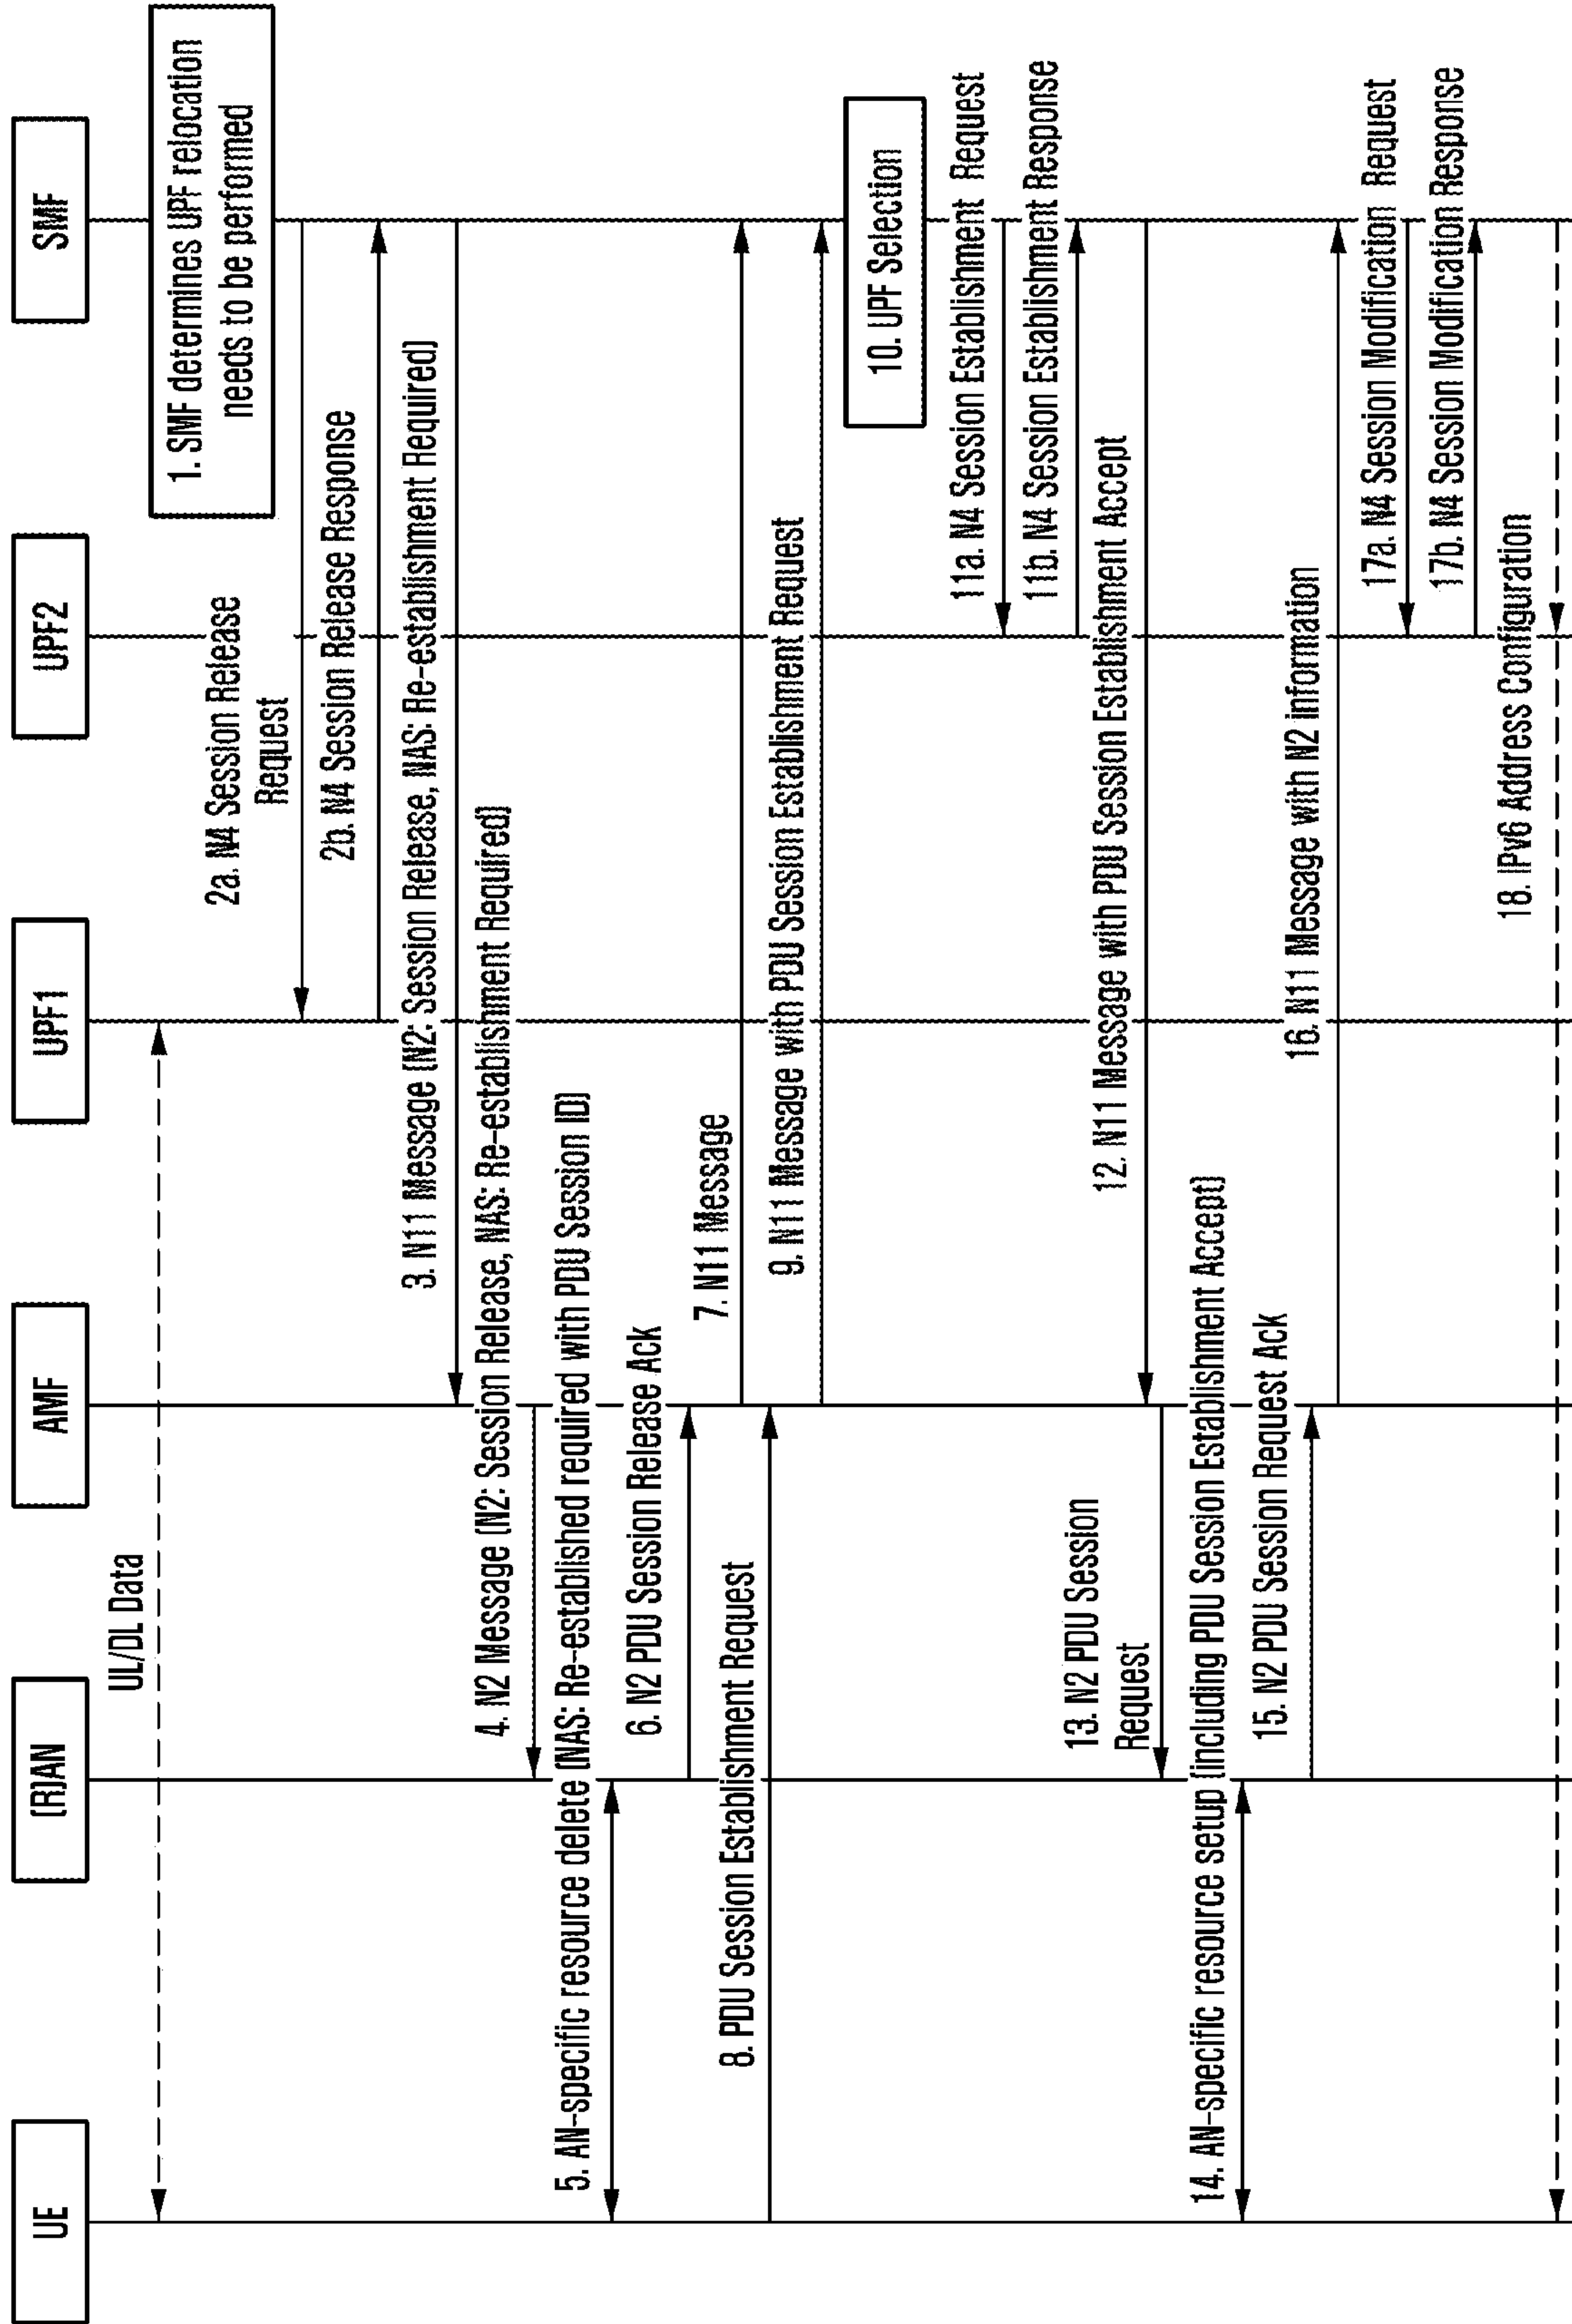 UE
(R)AN
AMF
UPF1
UPF2
SMF
UL/DL Data
1. SMF determines UPF relocation
needs to be performed
2a. N4 Session Release
Request
2b. N4 Session Release Response
3. N11 Message (N2: Session Release, NAS: Re-establishment Required)
4. N2 Message (N2: Session Release, NAS: Re-establishment Required)
5. AN-specific resource delete (NAS: Re-established required with PDU Session ID)
6. N2 PDU Session Release Ack
7. N11 Message
8. PDU Session Establishment Request
9. N11 Message with PDU Session Establishment Request
10. UPF Selection
11a. N4 Session Establishment Request
11b. N4 Session Establishment Response
12. N11 Message with PDU Session Establishment Accept
13. N2 PDU Session
Request
14. AN-specific resource setup (including PDU Session Establishment Accept)
15. N2 PDU Session Request Ack
16. N11 Message with N2 information
17a. N4 Session Modification Request
17b. N4 Session Modification Response
18. IPv6 Address Configuration